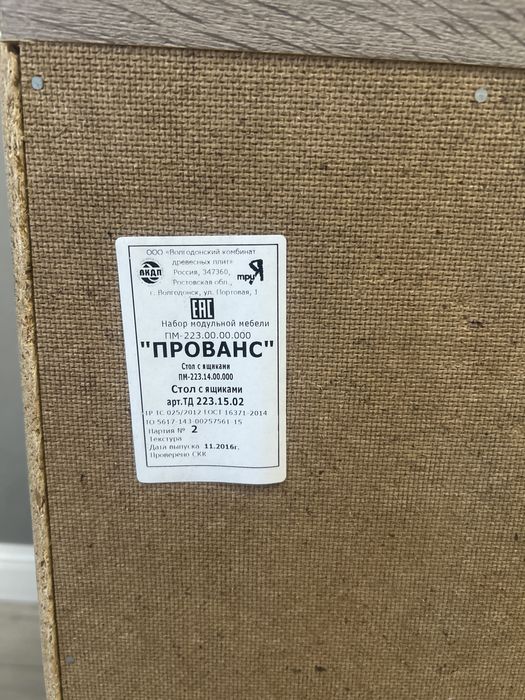 ООО «Волгодонский комбинат
древесных плит»
ВКДП
Россия, 347360,
Ростовская обл.,
г. Волгодонск, ул. Портовая, 1
ТриЯ
EAC
Набор модульной мебели
ПМ-223.00.00.000
"ПРОВАНС"
Стол с ящиками
ПМ-223.14.00.000
Стол с ящиками
арт.ТД 223.15.02
ТР ТС 025/2012 ГОСТ 16371-2014
ТО 5617-143-00257561-15
Партия № 2
Текстура
Дата выпуска 11.2016г.
Проверено СКК